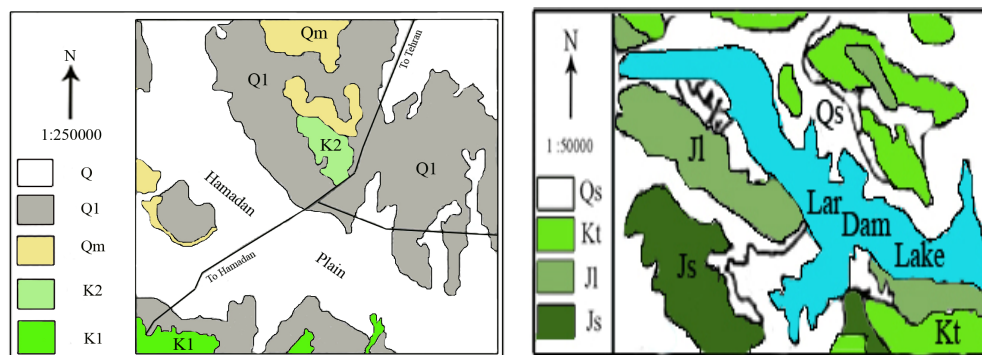 N
1:250000
Q
Q1
Qm
K2
K1
Qm
Q1
K2
Q1
To Tehran
Hamadan
Plain
To Hamadan
K1
N
1 :50000
Qs
Kt
Jl
Js
Qs
Jl
Lar
Dam
Lake
Js
Kt